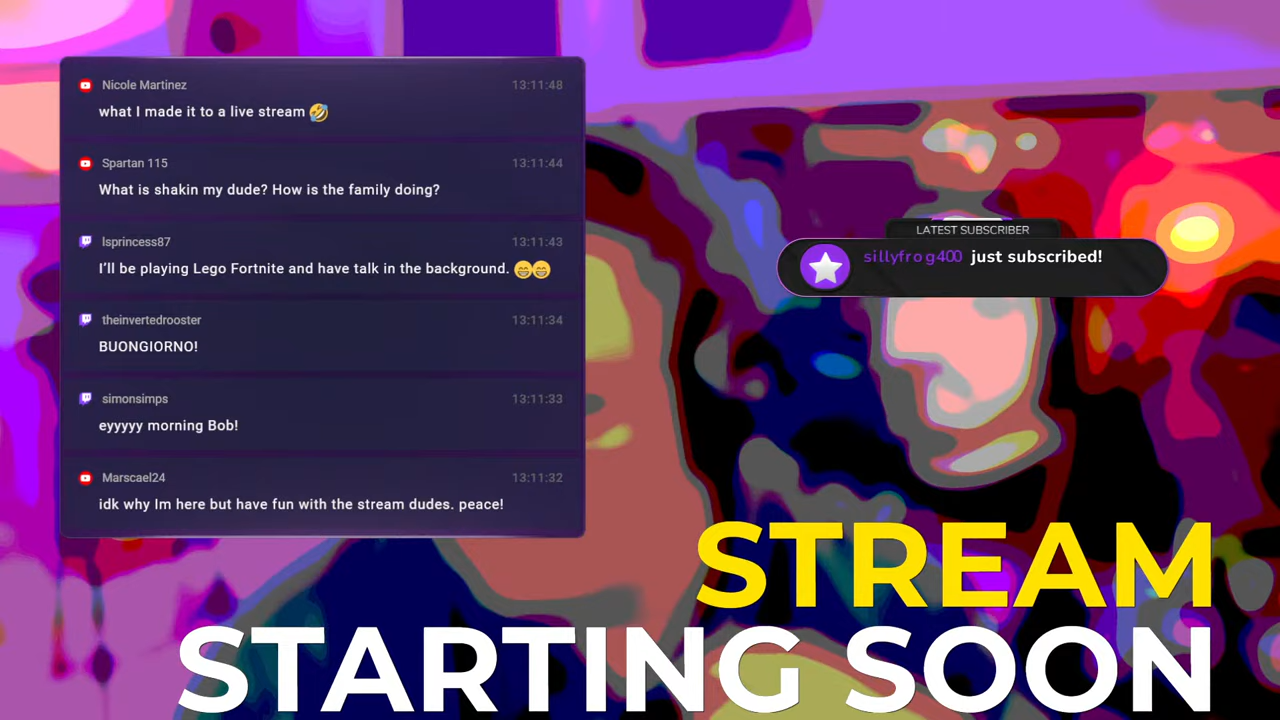 Nicole Martinez 13:11:48
what I made it to a live stream 🤣
Spartan 115 13:11:44
What is shakin my dude? How is the family doing?
lsprincess87 13:11:43
I’ll be playing Lego Fortnite and have talk in the background. 😁😁
theinvertedrooster 13:11:34
BUONGIORNO!
simonsimps 13:11:33
eyyyyy morning Bob!
Marscael24 13:11:32
idk why Im here but have fun with the stream dudes. peace!
LATEST SUBSCRIBER
sillyfrog400 just subscribed!
STREAM
STARTING SOON